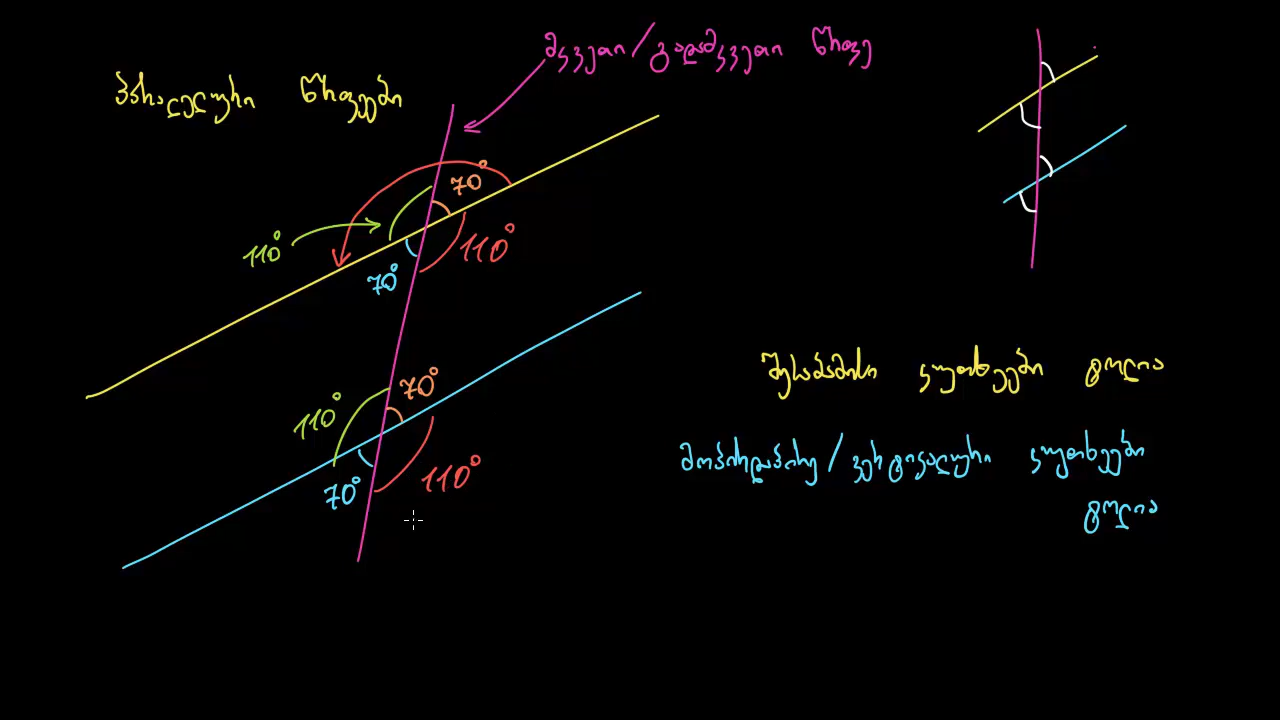 მკვეთი/გადამკვეთი წრფე
პარალელური წრფეები
70°
110°
110°
70°
70°
110°
110°
70°
შესაბამისი კუთხეები ტოლია
მოპირდაპირე/ვერტიკალური კუთხეები
ტოლია